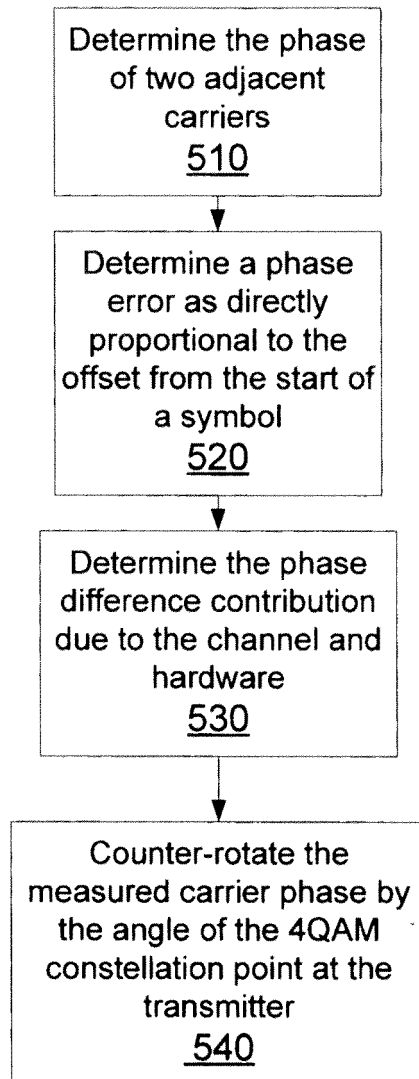 Determine the phase
of two adjacent
carriers
510
Determine a phase
error as directly
proportional to the
offset from the start of
a symbol
520
Determine the phase
difference contribution
due to the channel and
hardware
530
Counter-rotate the
measured carrier phase by
the angle of the 4QAM
constellation point at the
transmitter
540